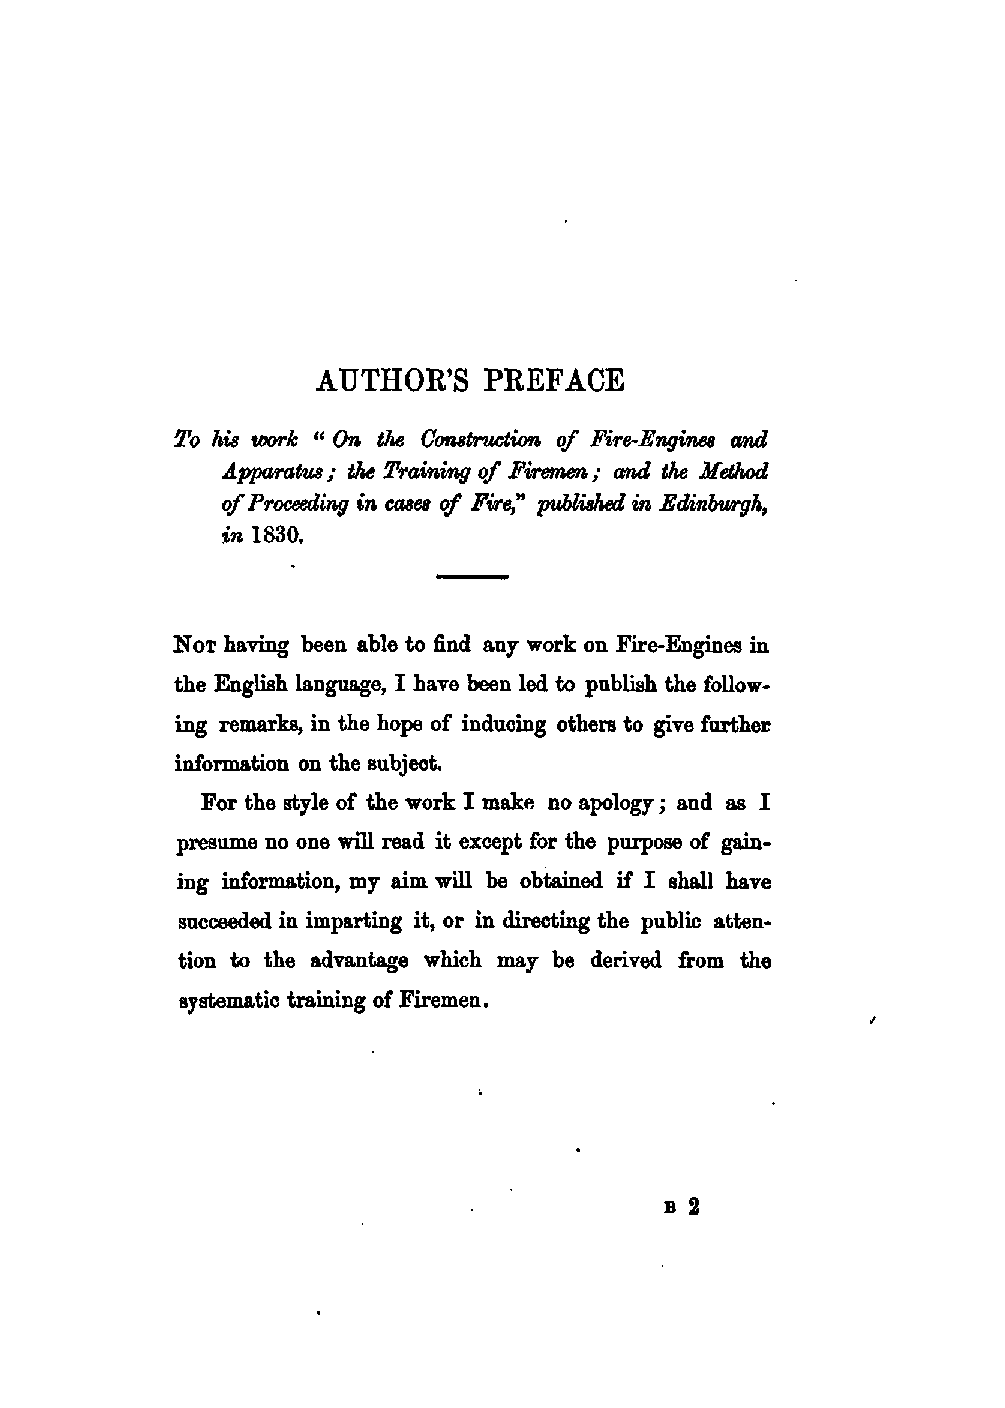 AUTHOR'S PREFACE
To his work “ On the Construction of Fire-Engines and
Apparatus ; the Training of Firemen ; and the Method
of Proceeding in cases of Fire,” published in Edinburgh,
in 1830.
NOT having been able to find any work on Fire-Engines in
the English language, I have been led to publish the follow-
ing remarks, in the hope of inducing others to give further
information on the subject.
For the style of the work I make no apology ; and as I
presume no one will read it except for the purpose of gain-
ing information, my aim will be obtained if I shall have
succeeded in imparting it, or in directing the public atten-
tion to the advantage which may be derived from the
systematic training of Firemen.
B 2